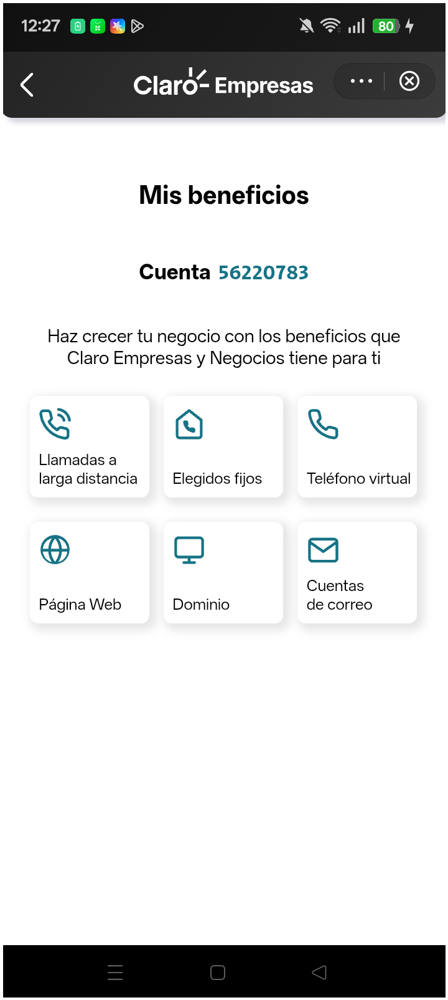 12:27
80
Claro Empresas
Mis beneficios
Cuenta 56220783
Haz crecer tu negocio con los beneficios que
Claro Empresas y Negocios tiene para ti
Llamadas a
larga distancia
Elegidos fijos
Teléfono virtual
Página Web
Dominio
Cuentas
de correo